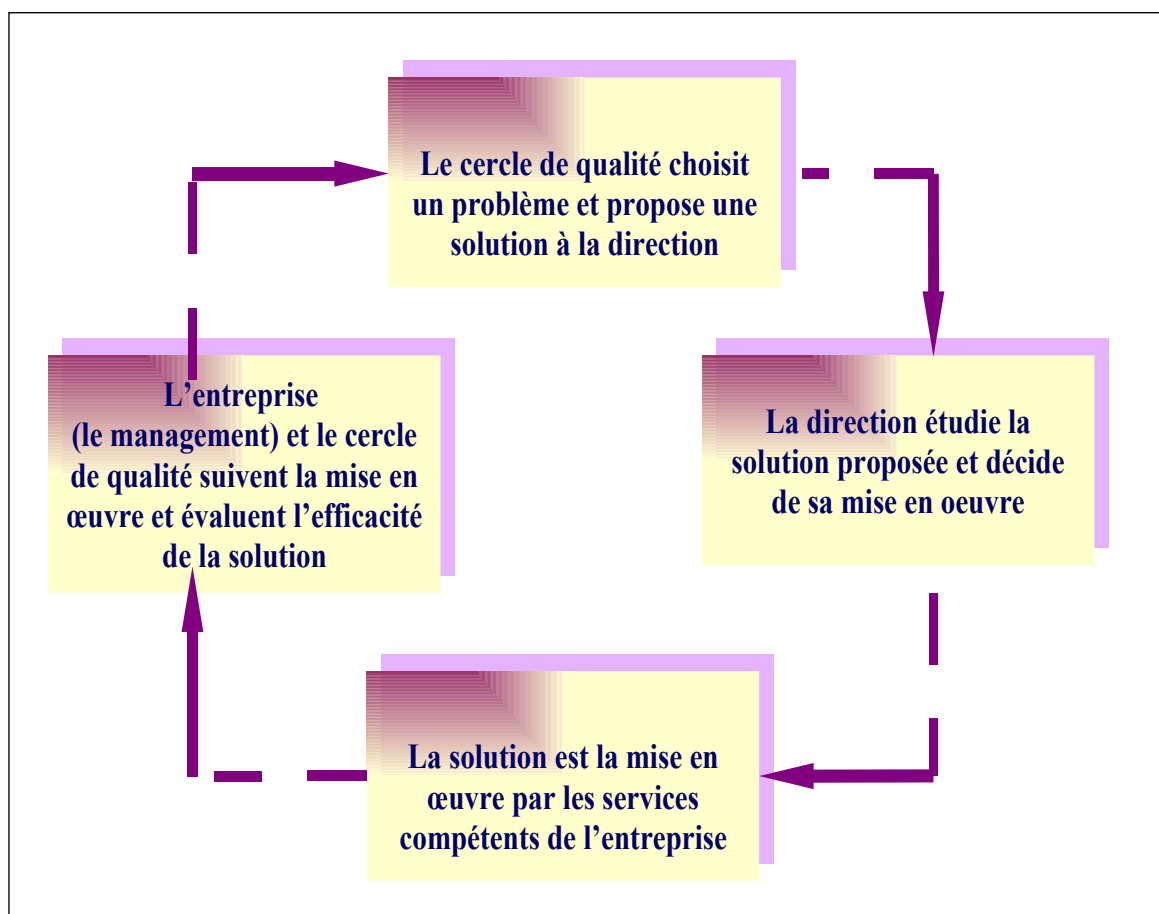 Le cercle de qualité choisit
un problème et propose une
solution à la direction
La direction étudie la
solution proposée et décide
de sa mise en oeuvre
La solution est la mise en
œuvre par les services
compétents de l’entreprise
L’entreprise
(le management) et le cercle
de qualité suivent la mise en
œuvre et évaluent l’efficacité
de la solution